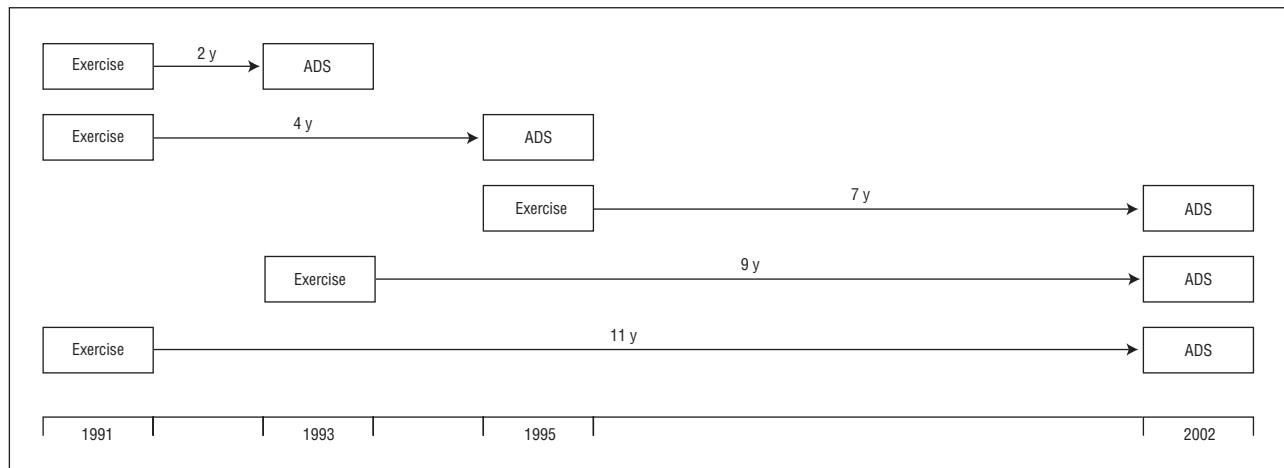 Exercise 2 y ADS
Exercise 4 y ADS
Exercise 7 y ADS
Exercise 9 y ADS
Exercise 11 y ADS
1991 1993 1995 2002